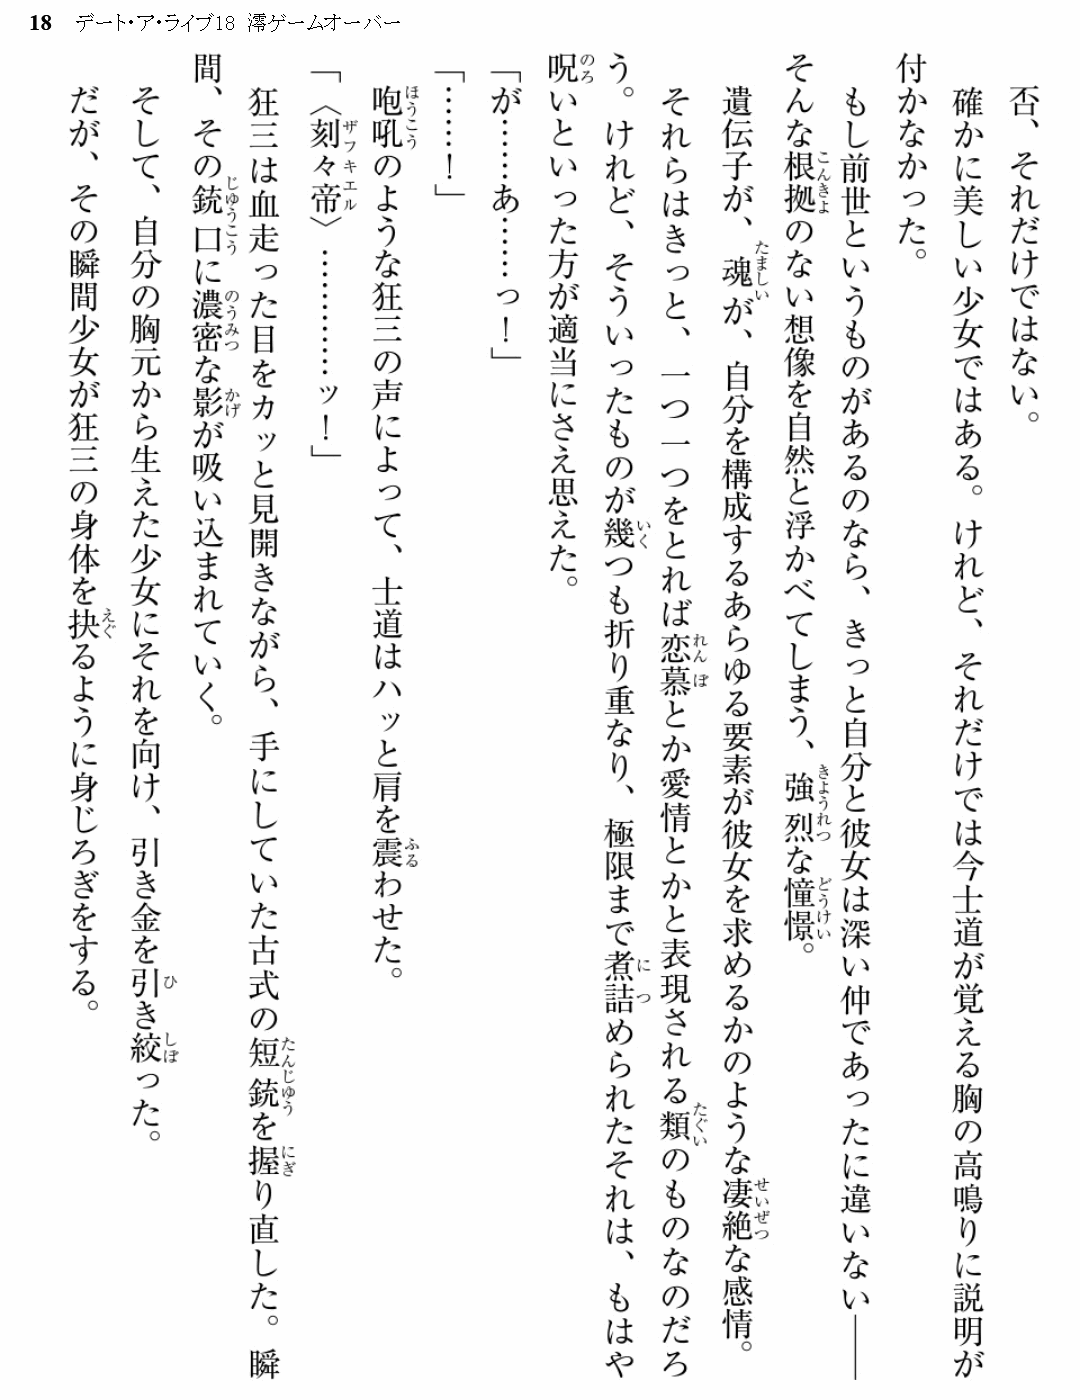 18 デート・ア・ライブ18 澪ゲームオーバー
否、それだけではない。
確かに美しい少女ではある。けれど、それだけでは今士道が覚える胸の高鳴りに説明が
付かなかった。
もし前世というものがあるのなら、きっと自分と彼女は深い仲であったに違いない――
そんな根拠のない想像を自然と浮かべてしまう、強烈な憧憬。
遺伝子が、魂が、自分を構成するあらゆる要素が彼女を求めるかのような凄絶な感情。
それらはきっと、一つ一つをとれば恋慕とか愛情とかと表現される類のものなのだろ
う。けれど、そういったものが幾つも折り重なり、極限まで煮詰められたそれは、もはや
呪いといった方が適当にさえ思えた。
「が……あ……っ！」
「……！」
咆吼のような狂三の声によって、士道はハッと肩を震わせた。
「〈刻々帝〉…………ッ！」
狂三は血走った目をカッと見開きながら、手にしていた古式の短銃を握り直した。瞬
間、その銃口に濃密な影が吸い込まれていく。
そして、自分の胸元から生えた少女にそれを向け、引き金を引き絞った。
だが、その瞬間少女が狂三の身体を抉るように身じろぎをする。